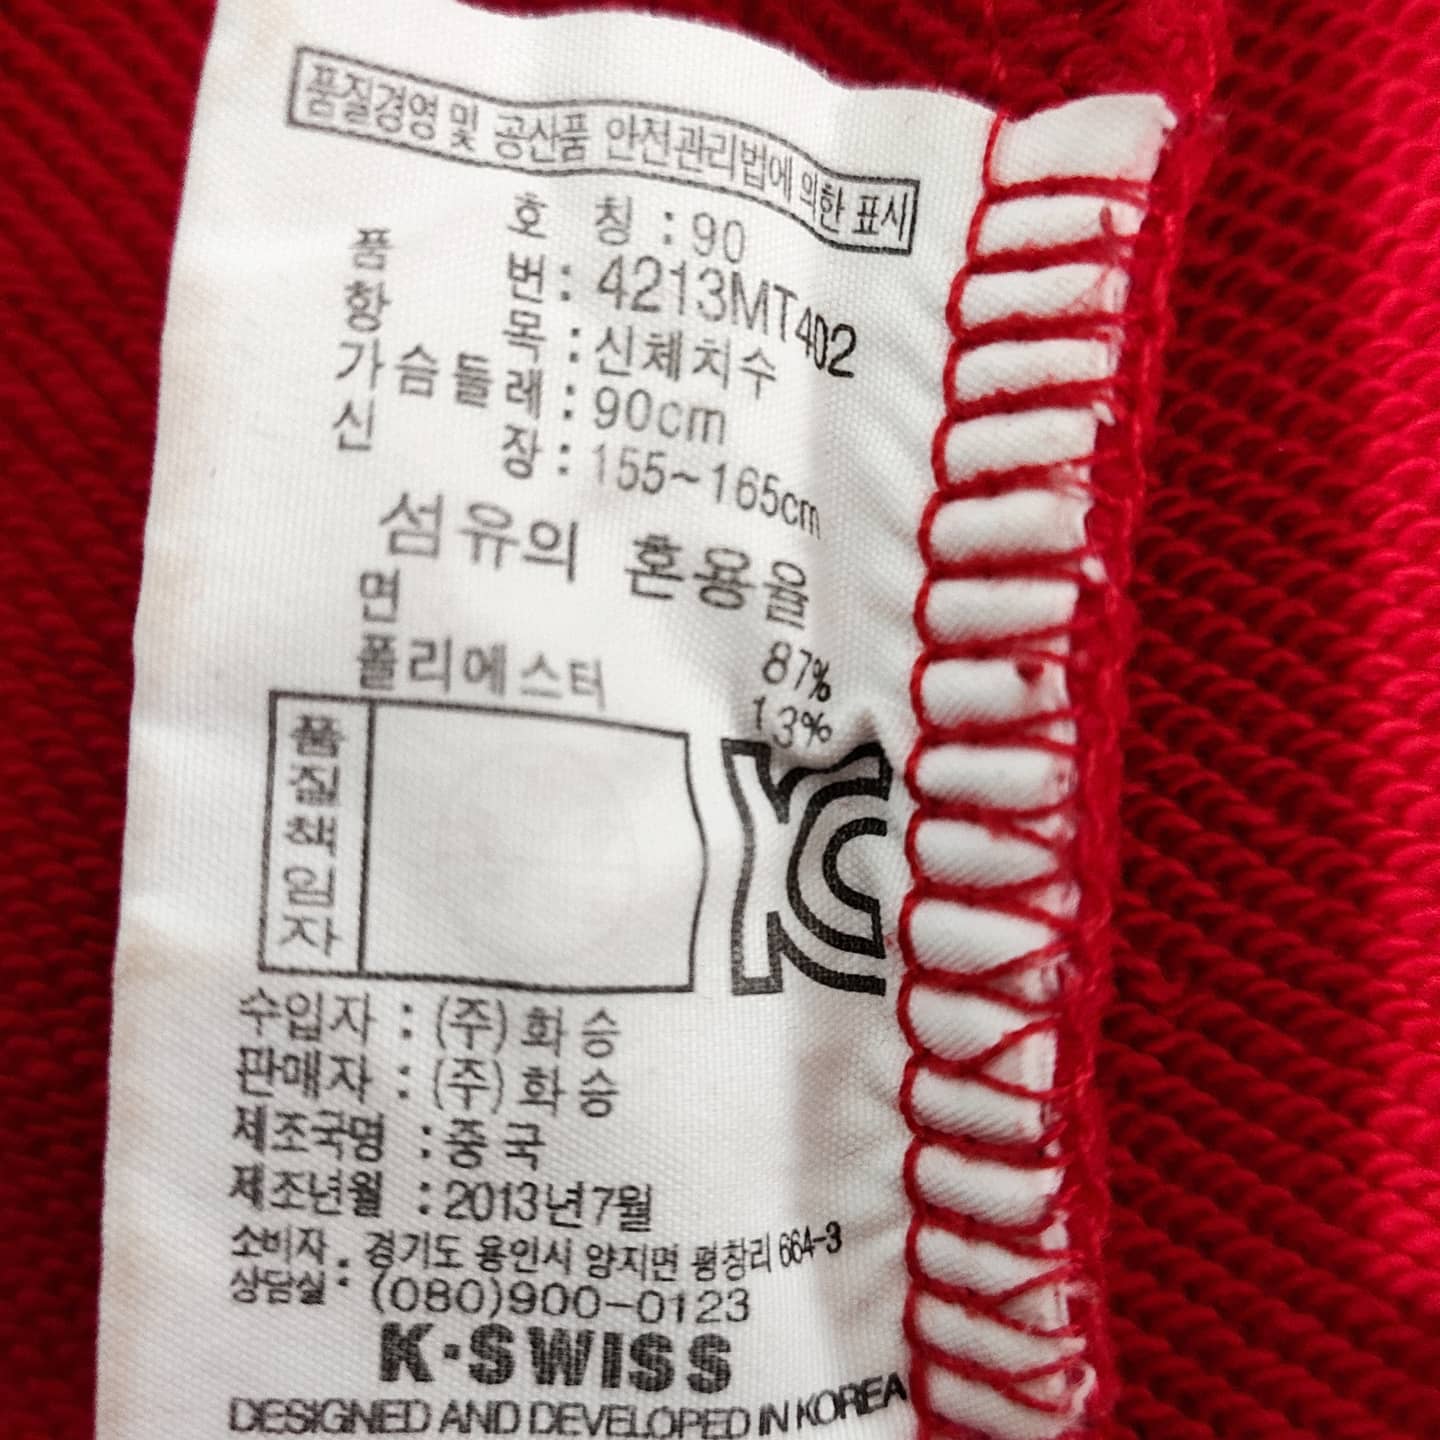 품질경영 및 공산품 안전관리법에 의한 표시
호 칭 : 90
품 번 : 4213MT402
항 목 : 신체치수
가슴둘레 : 90cm
신 장 : 155~165cm
섬유의 혼용율
면 87%
폴리에스터 13%
품질책임자
KC
수입자 : (주)화승
판매자 : (주)화승
제조국명 : 중국
제조년월 : 2013년7월
소비자 상담실 : 경기도 용인시 양지면 평창리 664-3
(080)900-0123
K·SWISS
DESIGNED AND DEVELOPED IN KOREA